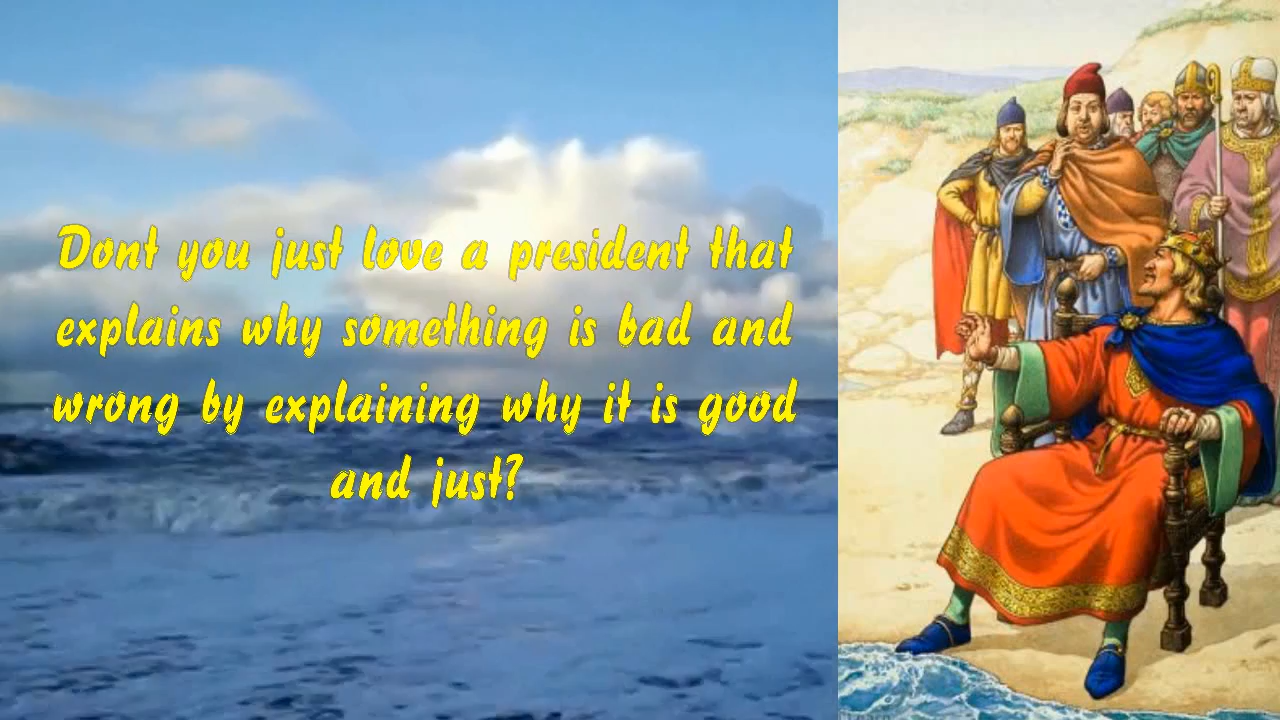 Dont you just love a president that
explains why something is bad and
wrong by explaining why it is good
and just?